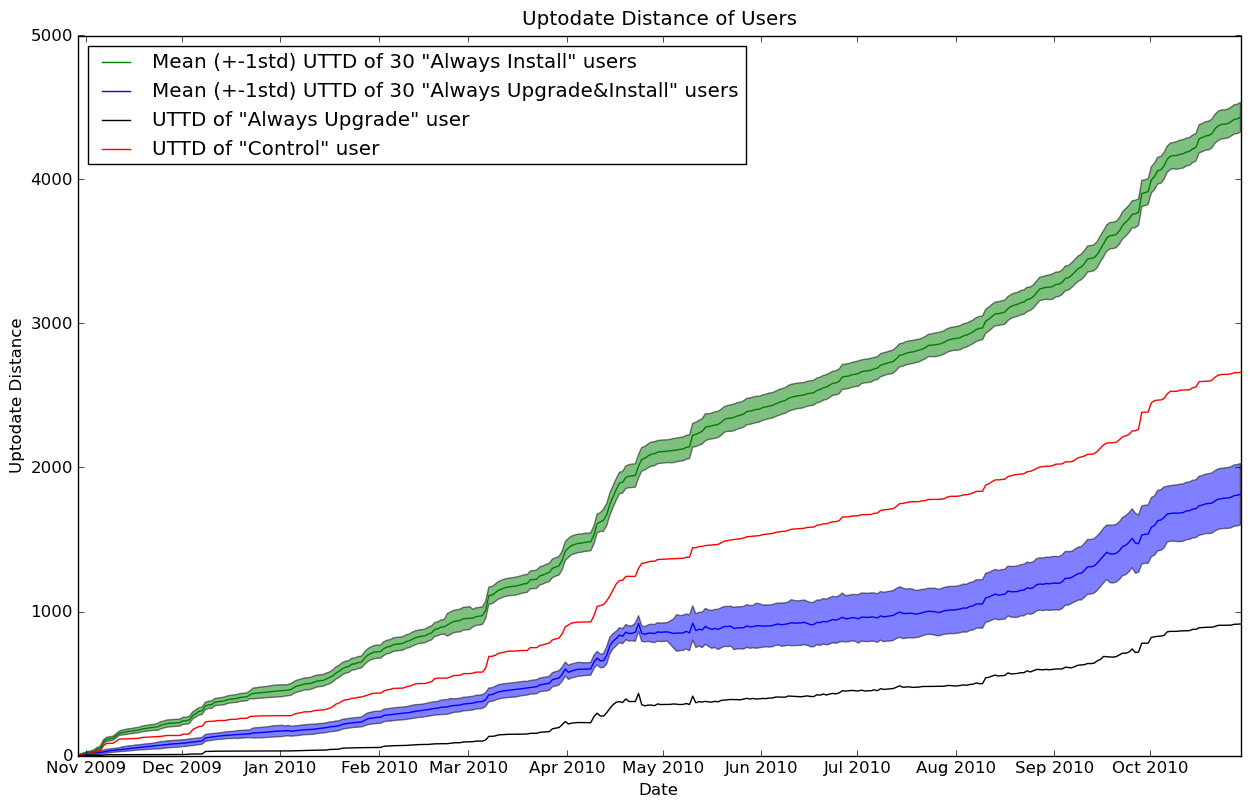 Uptodate Distance of Users
5000
Mean (+-1std) UTTD of 30 "Always Install" users
Mean (+-1std) UTTD of 30 "Always Upgrade&Install" users
UTTD of "Always Upgrade" user
UTTD of "Control" user
4000
3000
Uptodate Distance
2000
1000
0
Nov 2009 Dec 2009 Jan 2010 Feb 2010 Mar 2010 Apr 2010 May 2010 Jun 2010 Jul 2010 Aug 2010 Sep 2010 Oct 2010
Date